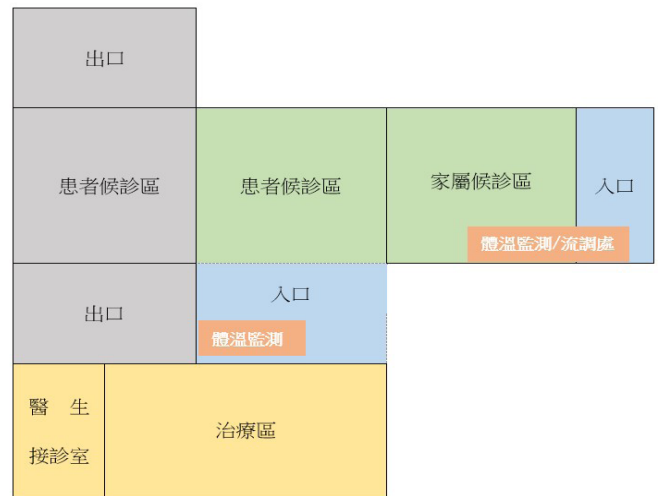 出口
患者候診區
患者候診區
家屬候診區
入口
體溫監測/流調處
出口
入口
體溫監測
醫 生
接診室
治療區